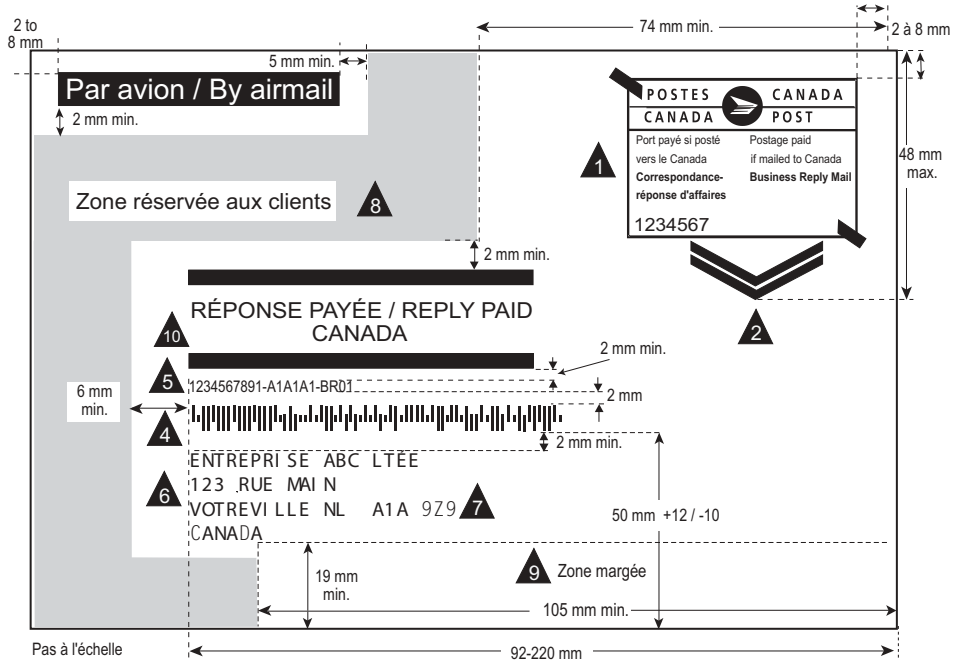 2 to
8 mm
74 mm min.
2 à 8 mm
5 mm min.
Par avion / By airmail
2 mm min.
POSTES CANADA
CANADA POST
Port payé si posté
vers le Canada
Correspondance-
réponse d'affaires
Postage paid
if mailed to Canada
Business Reply Mail
1234567
1
48 mm
max.
Zone réservée aux clients
8
2 mm min.
2
RÉPONSE PAYÉE / REPLY PAID
CANADA
10
2 mm min.
5
1234567891-A1A1A1-BRD1
2 mm
6 mm
min.
4
2 mm min.
ENTREPRISE ABC LTÉE
123 RUE MAIN
VOTREVILLE NL A1A 9Z9
CANADA
6
7
50 mm +12 / -10
9
Zone margée
19 mm
min.
105 mm min.
Pas à l'échelle
92-220 mm